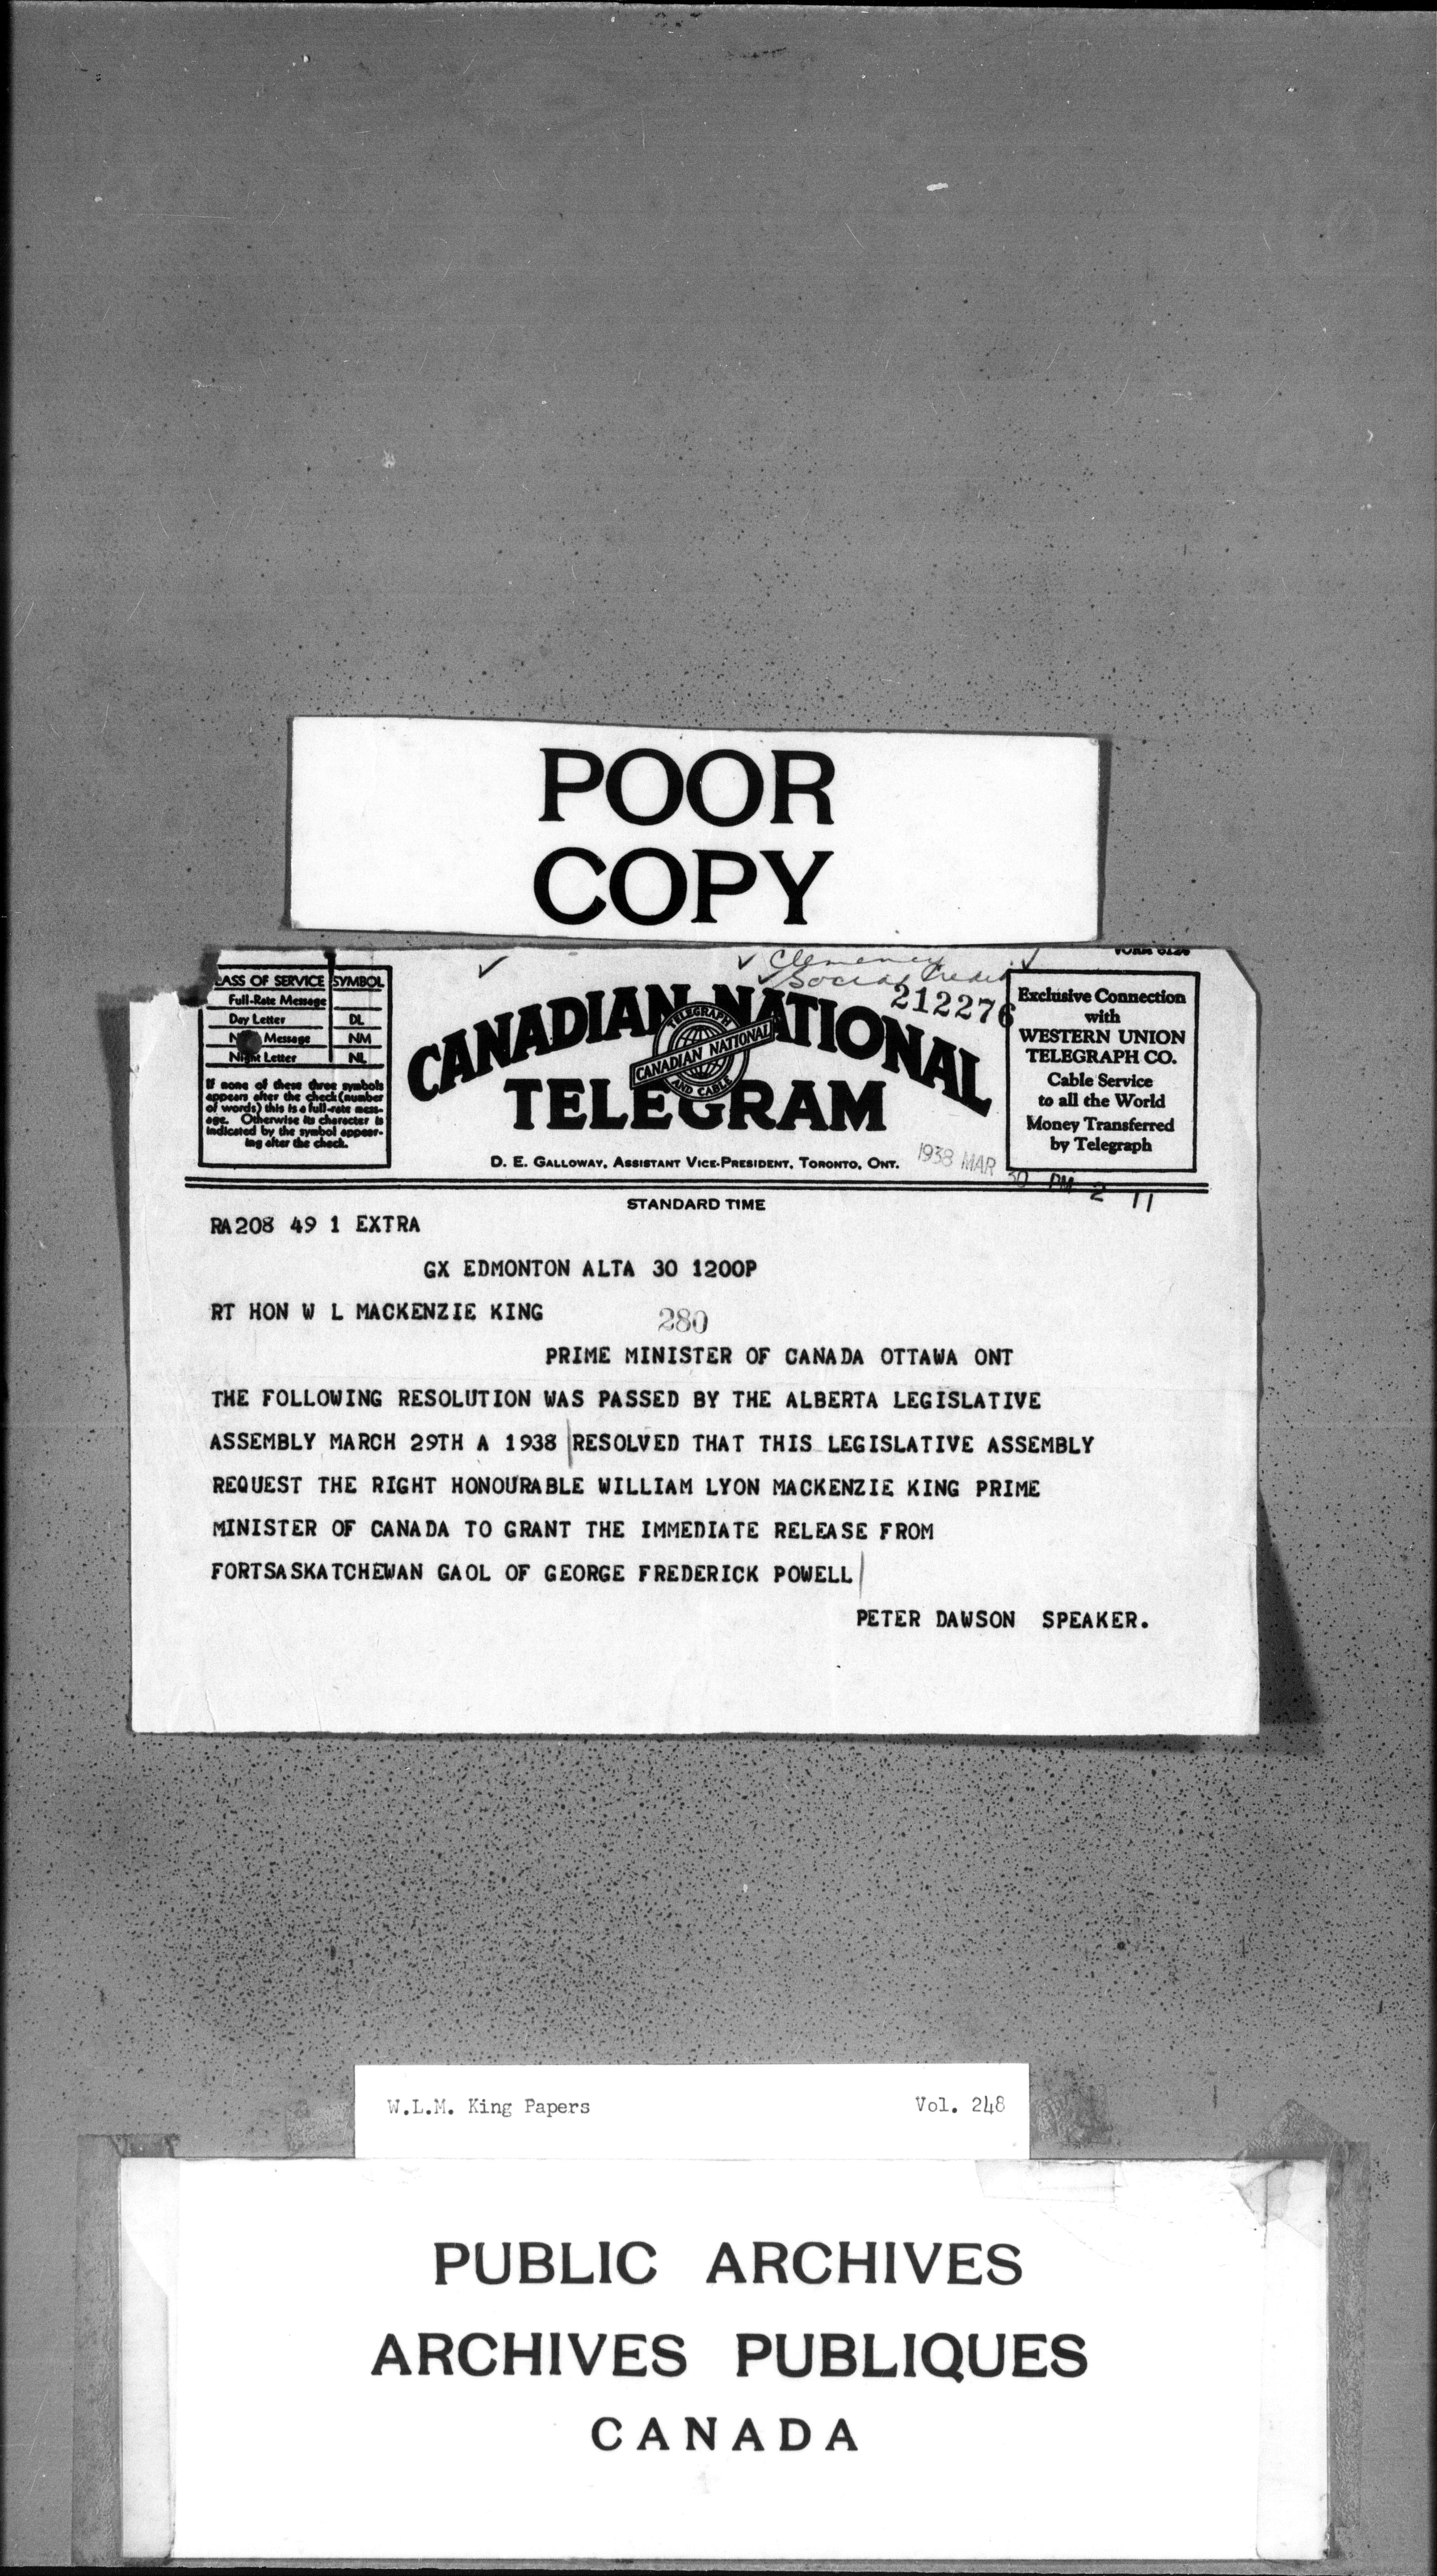 POOR
COPY
✓ ✓ Clemency ✓
✓ Social Credit
212276
LASS OF SERVICE SYMBOL
Full-Rate Message
Day Letter DL
N Message NM
Night Letter NL
If none of these three symbols
appears after the check (number
of words) this is a full-rate mess-
age. Otherwise its character is
indicated by the symbol appear-
ing after the check.
CANADIAN NATIONAL
TELEGRAPH
CANADIAN NATIONAL
AND CABLE
TELEGRAM
D. E. GALLOWAY, ASSISTANT VICE-PRESIDENT, TORONTO, ONT.
FORM 6124
Exclusive Connection
with
WESTERN UNION
TELEGRAPH CO.
Cable Service
to all the World
Money Transferred
by Telegraph
1938 MAR 30 PM 2 11
STANDARD TIME
RA208 49 1 EXTRA
GX EDMONTON ALTA 30 1200P
RT HON W L MACKENZIE KING
280
PRIME MINISTER OF CANADA OTTAWA ONT
THE FOLLOWING RESOLUTION WAS PASSED BY THE ALBERTA LEGISLATIVE
ASSEMBLY MARCH 29TH A 1938 RESOLVED THAT THIS LEGISLATIVE ASSEMBLY
REQUEST THE RIGHT HONOURABLE WILLIAM LYON MACKENZIE KING PRIME
MINISTER OF CANADA TO GRANT THE IMMEDIATE RELEASE FROM
FORTSASKATCHEWAN GAOL OF GEORGE FREDERICK POWELL
PETER DAWSON SPEAKER.
W.L.M. King Papers Vol. 248
PUBLIC ARCHIVES
ARCHIVES PUBLIQUES
CANADA